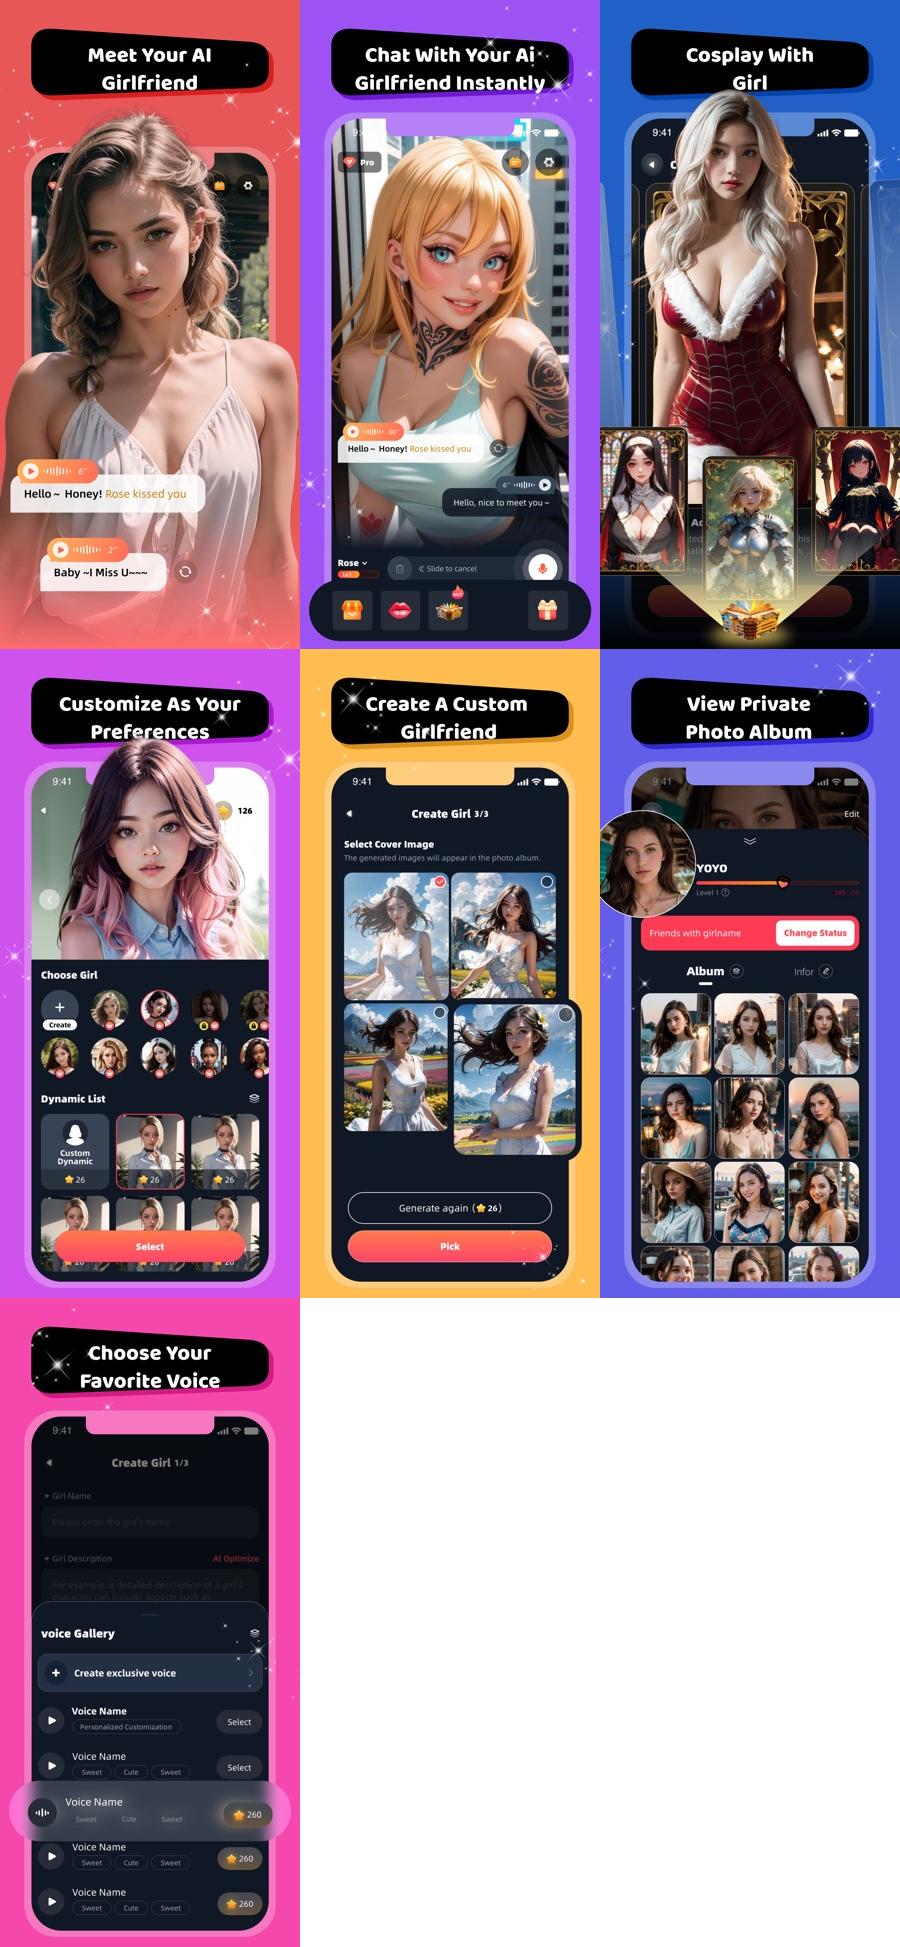 Meet Your AI
Girlfriend
6''
Hello ~ Honey! Rose kissed you
2''
Baby ~I Miss U~~~
Chat With Your Ai
Girlfriend Instantly
Pro
60''
Hello ~ Honey! Rose kissed you
6''
Hello, nice to meet you ~
Rose
Slide to cancel
HOT
Cosplay With
Girl
9:41
Customize As Your
Preferences
9:41
126
Choose Girl
Create
Dynamic List
Custom
Dynamic
26
26
26
Select
26
26
26
Create A Custom
Girlfriend
9:41
Create Girl 3/3
Select Cover Image
The generated images will appear in the photo album.
Generate again ( 26 )
Pick
View Private
Photo Album
9:41
Edit
YOYO
Level 1
245/300
Friends with girlname
Change Status
Album
Infor
Choose Your
Favorite Voice
9:41
Create Girl 1/3
* Girl Name
Please enter the girl's name
* Girl Description
AI Optimize
For example, a detailed description of a girl's
character can include aspects such as
voice Gallery
Create exclusive voice
Voice Name
Personalized Customization
Select
Voice Name
Sweet Cute Sweet
Select
Voice Name
Sweet Cute Sweet
260
Voice Name
Sweet Cute Sweet
260
Voice Name
Sweet Cute Sweet
260